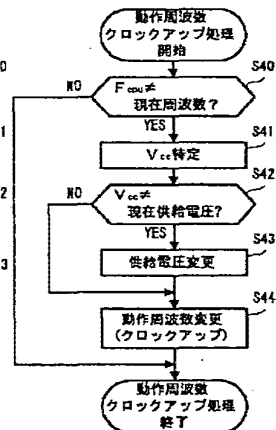 動作周波数
クロックアップ処理
開始
0
S40
NO
Fcpu≠
現在周波数?
1
YES
S41
Vcc特定
S42
2
NO
Vcc≠
現在供給電圧?
YES
S43
3
供給電圧変更
S44
動作周波数変更
(クロックアップ)
動作周波数
クロックアップ処理
終了